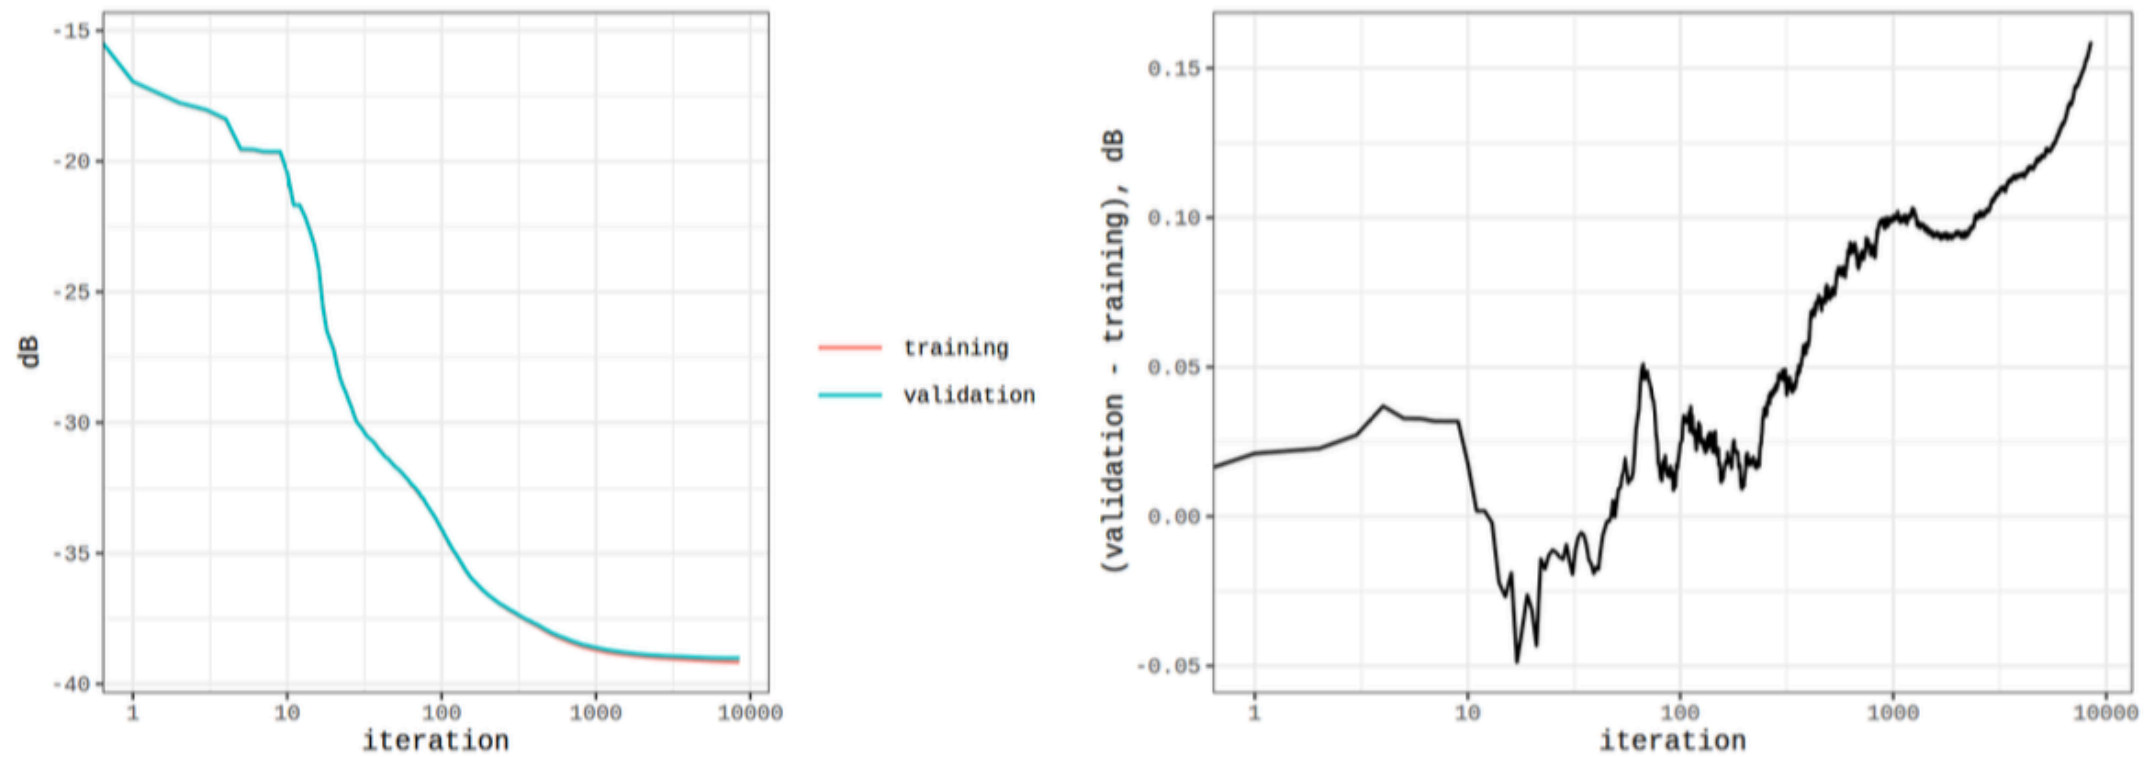 -15
-20
-25
-30
-35
-40
dB
1 10 100 1000 10000
iteration
training
validation
0.15
0.10
0.05
0.00
-0.05
(validation - training), dB
1 10 100 1000 10000
iteration